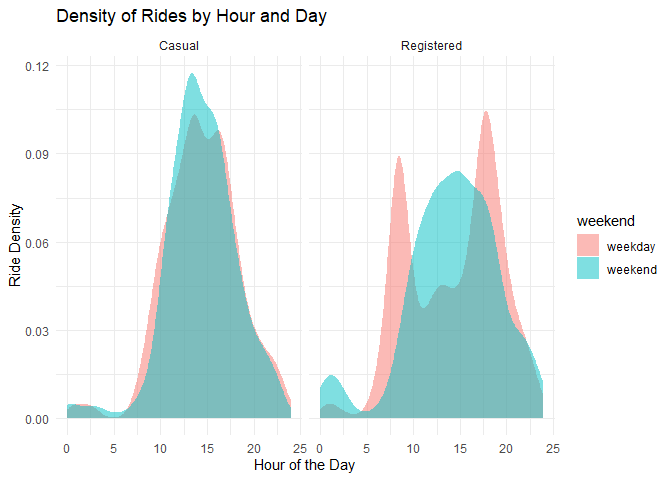 Density of Rides by Hour and Day
Casual
Registered
0.12
0.09
0.06
0.03
0.00
Ride Density
0 5 10 15 20 25
0 5 10 15 20 25
Hour of the Day
weekend
weekday
weekend